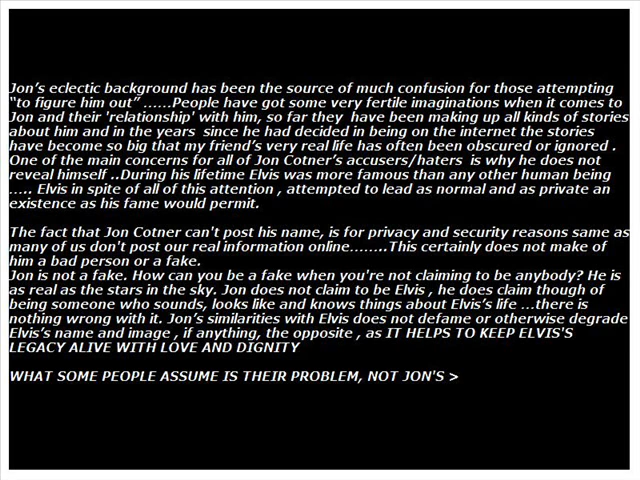 Jon's eclectic background has been the source of much confusion for those attempting
"to figure him out" ......People have got some very fertile imaginations when it comes to
Jon and their 'relationship' with him, so far they  have been making up all kinds of stories
about him and in the years  since he had decided in being on the internet the stories
have become so big that my friend's very real life has often been obscured or ignored .
One of the main concerns for all of Jon Cotner's accusers/haters  is why he does not
reveal himself ..During his lifetime Elvis was more famous than any other human being
..... Elvis in spite of all of this attention , attempted to lead as normal and as private an
existence as his fame would permit.
The fact that Jon Cotner can't post his name, is for privacy and security reasons same as
many of us don't post our real information online........This certainly does not make of
him a bad person or a fake.
Jon is not a fake. How can you be a fake when you're not claiming to be anybody? He is
as real as the stars in the sky. Jon does not claim to be Elvis , he does claim though of
being someone who sounds, looks like and knows things about Elvis's life ...there is
nothing wrong with it. Jon's similarities with Elvis does not defame or otherwise degrade
Elvis's name and image , if anything, the opposite , as IT HELPS TO KEEP ELVIS'S
LEGACY ALIVE WITH LOVE AND DIGNITY
WHAT SOME PEOPLE ASSUME IS THEIR PROBLEM, NOT JON'S >